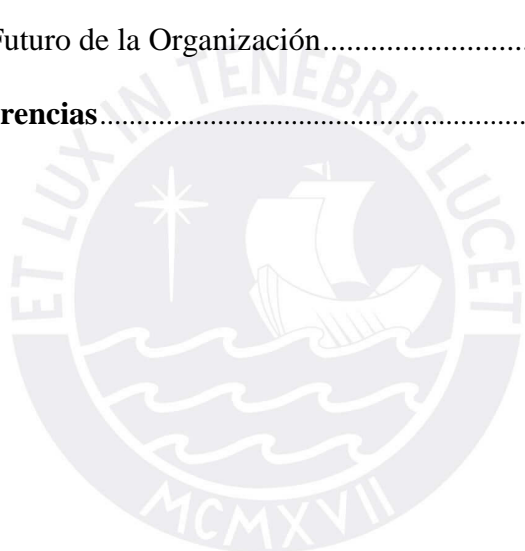 Futuro de la Organización............................
rencias.....................................................
ET LUX IN TENEBRIS LUCET
MCMXVII